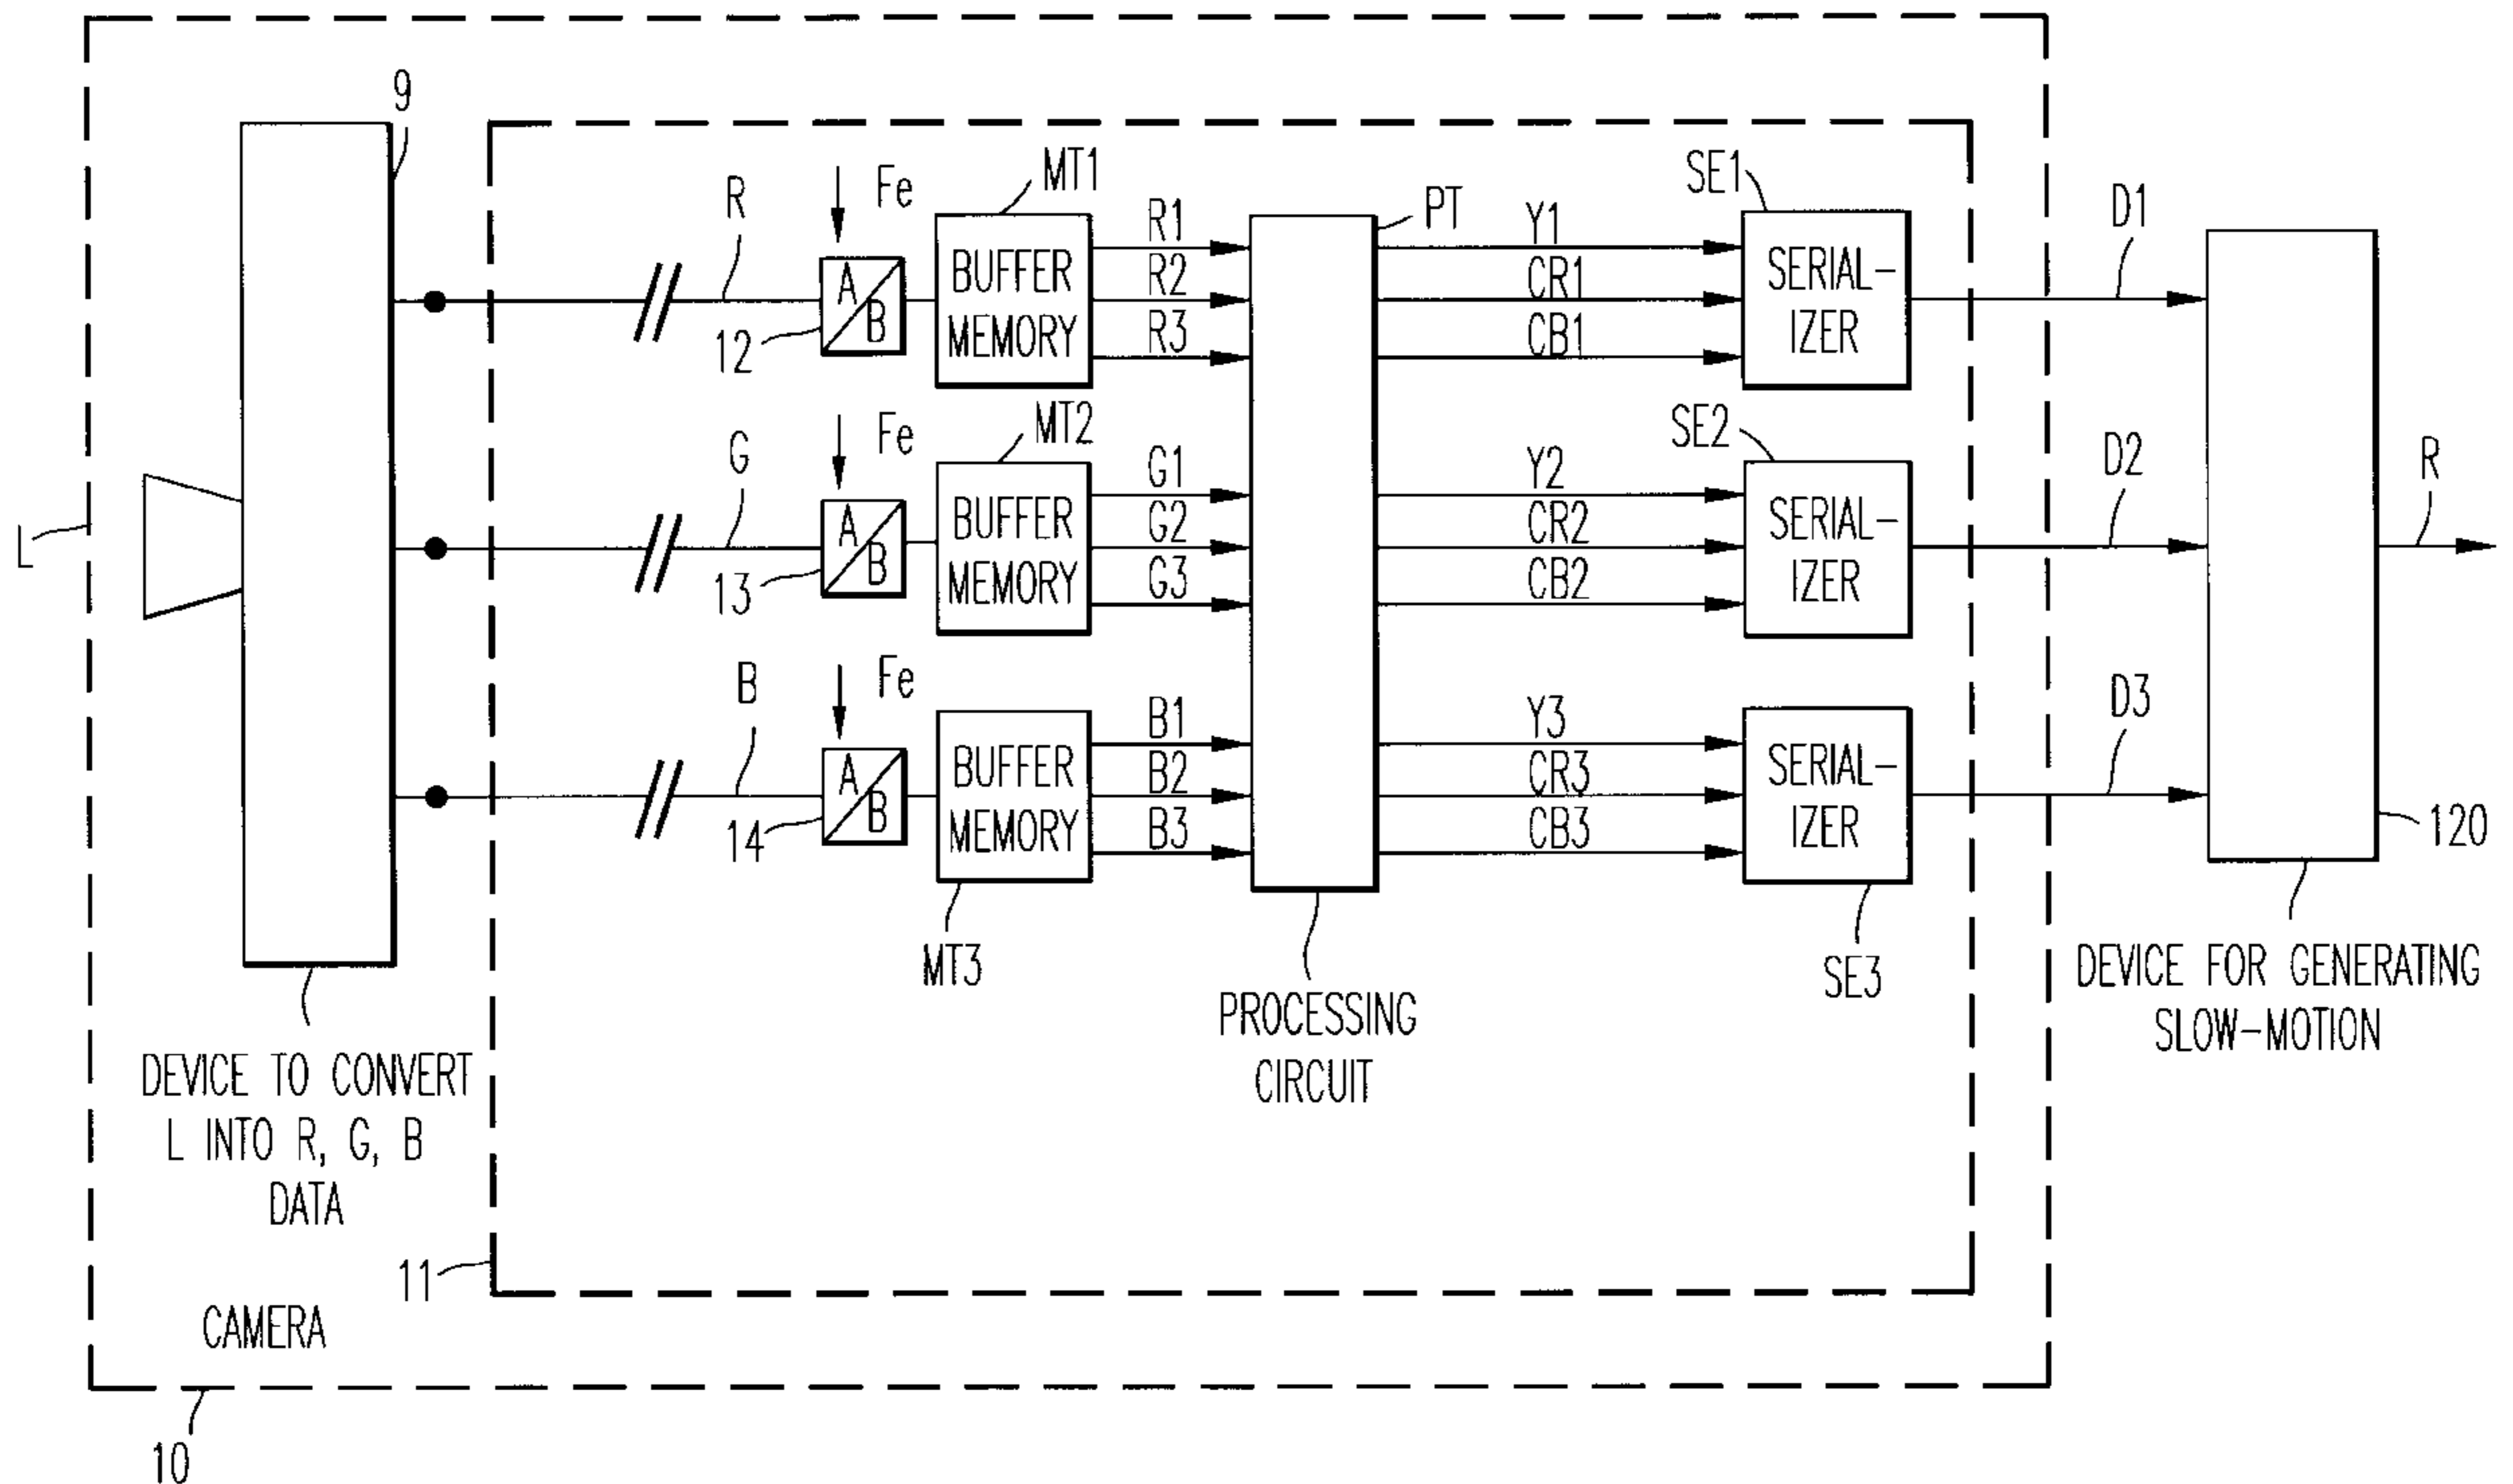 9
L
DEVICE TO CONVERT
L INTO R, G, B
DATA
CAMERA
10
11
R
Fe
A
B
12
MT1
BUFFER
MEMORY
R1
R2
R3
G
Fe
A
B
13
MT2
BUFFER
MEMORY
G1
G2
G3
B
Fe
A
B
14
BUFFER
MEMORY
MT3
B1
B2
B3
PT
PROCESSING
CIRCUIT
Y1
CR1
CB1
SE1
SERIAL-
IZER
Y2
CR2
CB2
SE2
SERIAL-
IZER
Y3
CR3
CB3
SERIAL-
IZER
SE3
D1
D2
D3
R
120
DEVICE FOR GENERATING
SLOW-MOTION